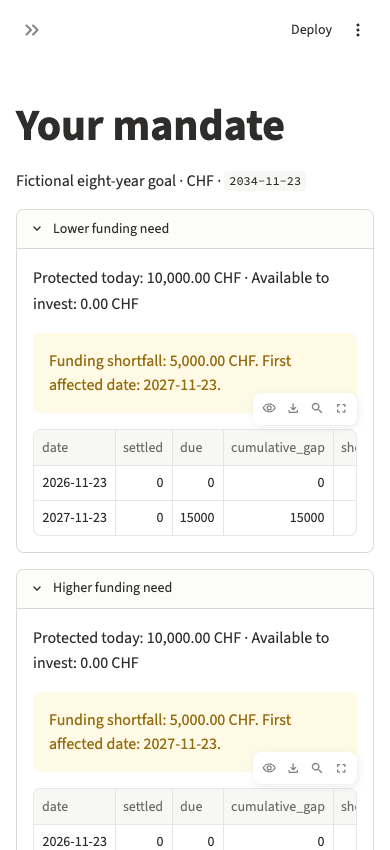 Deploy
Your mandate
Fictional eight-year goal · CHF · 2034-11-23
Lower funding need
Protected today: 10,000.00 CHF · Available to
invest: 0.00 CHF
Funding shortfall: 5,000.00 CHF. First
affected date: 2027-11-23.
date settled due cumulative_gap
2026-11-23 0 0 0
2027-11-23 0 15000 15000
Higher funding need
Protected today: 10,000.00 CHF · Available to
invest: 0.00 CHF
Funding shortfall: 5,000.00 CHF. First
affected date: 2027-11-23.
date settled due cumulative_gap
2026-11-23 0 0 0